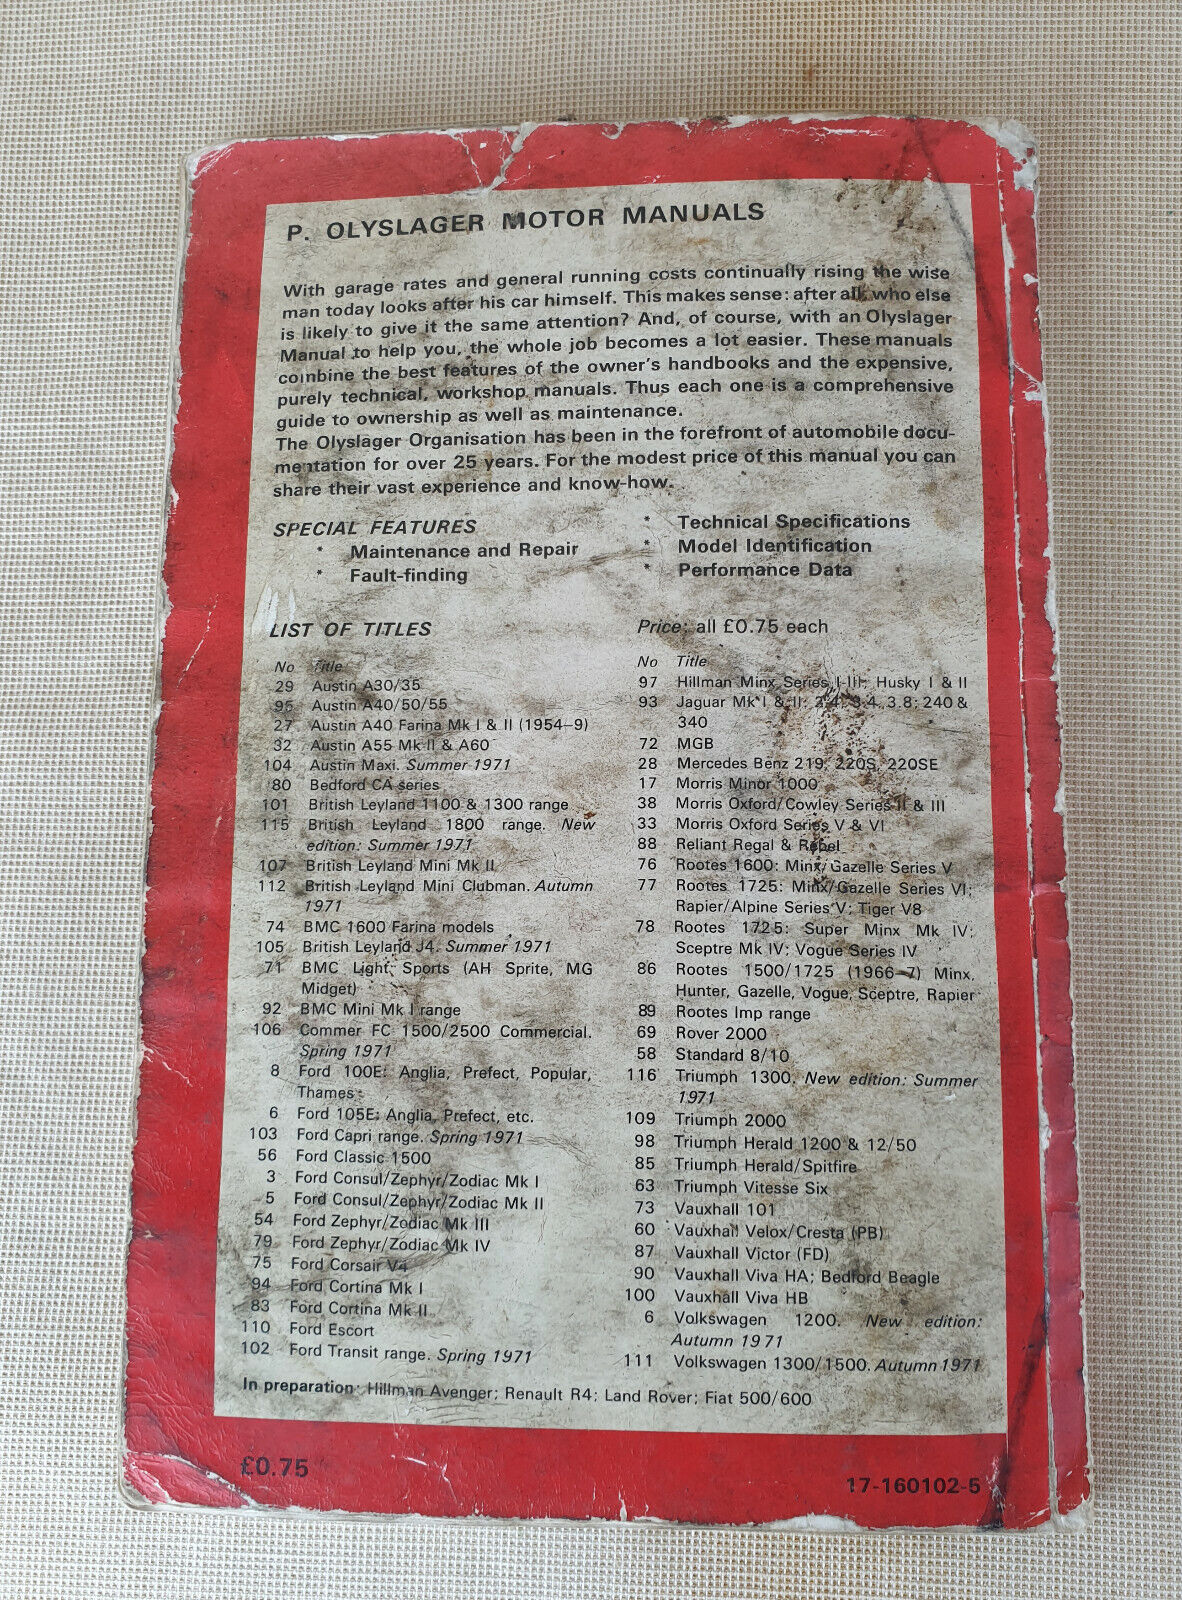 P. OLYSLAGER MOTOR MANUALS
With garage rates and general running costs continually rising the wise
man today looks after his car himself. This makes sense: after all, who else
is likely to give it the same attention? And, of course, with an Olyslager
Manual to help you, the whole job becomes a lot easier. These manuals
combine the best features of the owner's handbooks and the expensive,
purely technical, workshop manuals. Thus each one is a comprehensive
guide to ownership as well as maintenance.
The Olyslager Organisation has been in the forefront of automobile docu-
mentation for over 25 years. For the modest price of this manual you can
share their vast experience and know-how.
SPECIAL FEATURES
* Maintenance and Repair
* Fault-finding
* Technical Specifications
* Model Identification
* Performance Data
LIST OF TITLES
Price: all £0.75 each
No Title
29 Austin A30/35
95 Austin A40/50/55
27 Austin A40 Farina Mk I & II (1954–9)
32 Austin A55 Mk II & A60
104 Austin Maxi. Summer 1971
80 Bedford CA series
101 British Leyland 1100 & 1300 range
115 British Leyland 1800 range. New
edition: Summer 1971
107 British Leyland Mini Mk II
112 British Leyland Mini Clubman. Autumn
1971
74 BMC 1600 Farina models
105 British Leyland J4. Summer 1971
71 BMC Light Sports (AH Sprite, MG
Midget)
92 BMC Mini Mk I range
106 Commer FC 1500/2500 Commercial.
Spring 1971
8 Ford 100E: Anglia, Prefect, Popular,
Thames
6 Ford 105E: Anglia, Prefect, etc.
103 Ford Capri range. Spring 1971
56 Ford Classic 1500
3 Ford Consul/Zephyr/Zodiac Mk I
5 Ford Consul/Zephyr/Zodiac Mk II
54 Ford Zephyr/Zodiac Mk III
79 Ford Zephyr/Zodiac Mk IV
75 Ford Corsair V4
94 Ford Cortina Mk I
83 Ford Cortina Mk II
110 Ford Escort
102 Ford Transit range. Spring 1971
No Title
97 Hillman Minx Series I-III; Husky I & II
93 Jaguar Mk I & II: 2.4, 3.4, 3.8; 240 &
340
72 MGB
28 Mercedes Benz 219, 220S, 220SE
17 Morris Minor 1000
38 Morris Oxford/Cowley Series II & III
33 Morris Oxford Series V & VI
88 Reliant Regal & Rebel
76 Rootes 1600: Minx/Gazelle Series V
77 Rootes 1725: Minx/Gazelle Series VI;
Rapier/Alpine Series V; Tiger V8
78 Rootes 1725: Super Minx Mk IV;
Sceptre Mk IV; Vogue Series IV
86 Rootes 1500/1725 (1966–7) Minx,
Hunter, Gazelle, Vogue, Sceptre, Rapier
89 Rootes Imp range
69 Rover 2000
58 Standard 8/10
116 Triumph 1300. New edition: Summer
1971
109 Triumph 2000
98 Triumph Herald 1200 & 12/50
85 Triumph Herald/Spitfire
63 Triumph Vitesse Six
73 Vauxhall 101
60 Vauxhall Velox/Cresta (PB)
87 Vauxhall Victor (FD)
90 Vauxhall Viva HA; Bedford Beagle
100 Vauxhall Viva HB
6 Volkswagen 1200. New edition:
Autumn 1971
111 Volkswagen 1300/1500. Autumn 1971
In preparation: Hillman Avenger; Renault R4; Land Rover; Fiat 500/600
£0.75
17-160102-5